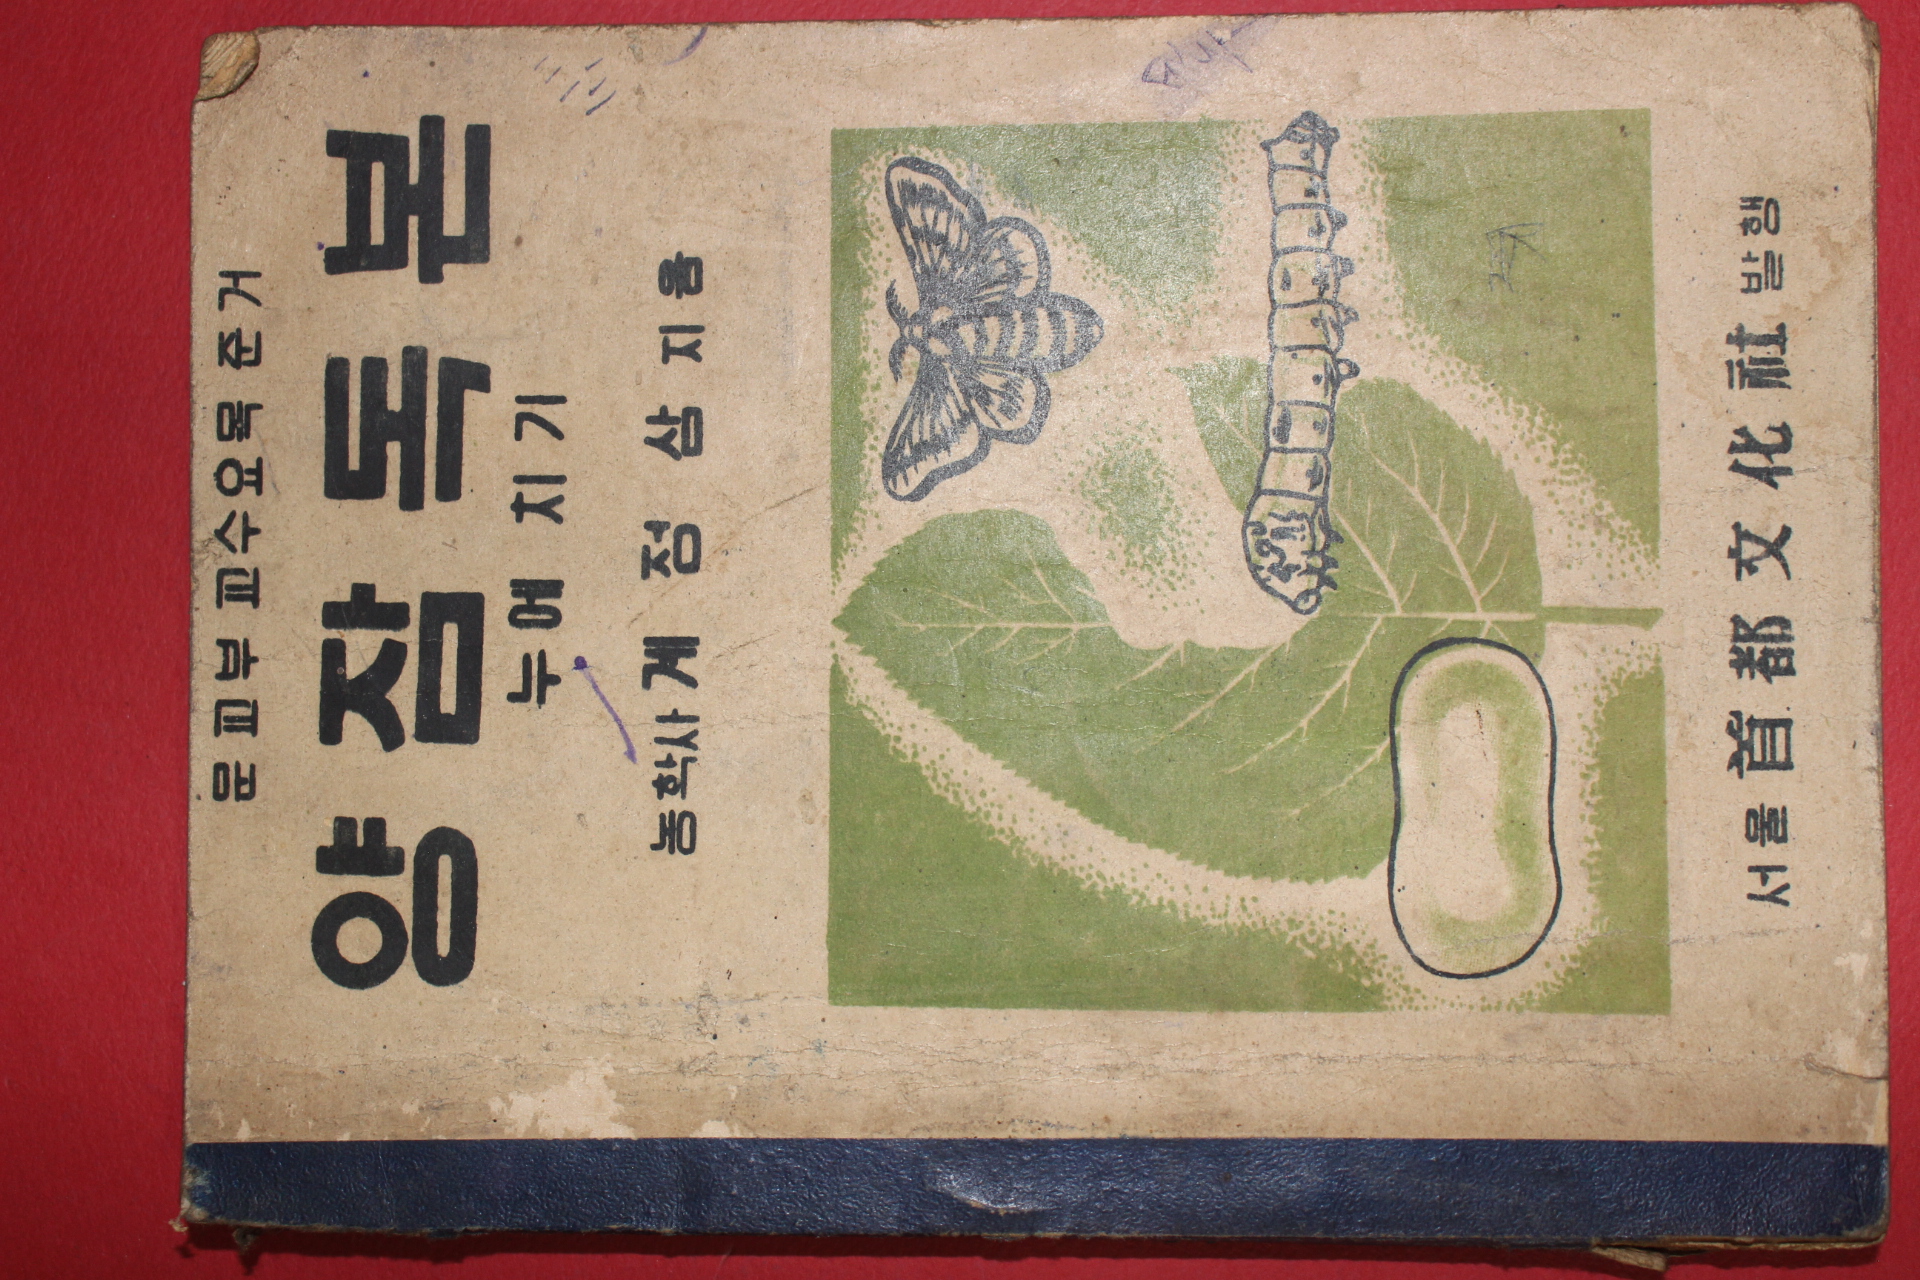 문교부 교수요목 준거
양잠독본
누에 치기
농학사 계 정 삼 지음
서울 首都文化社 발행